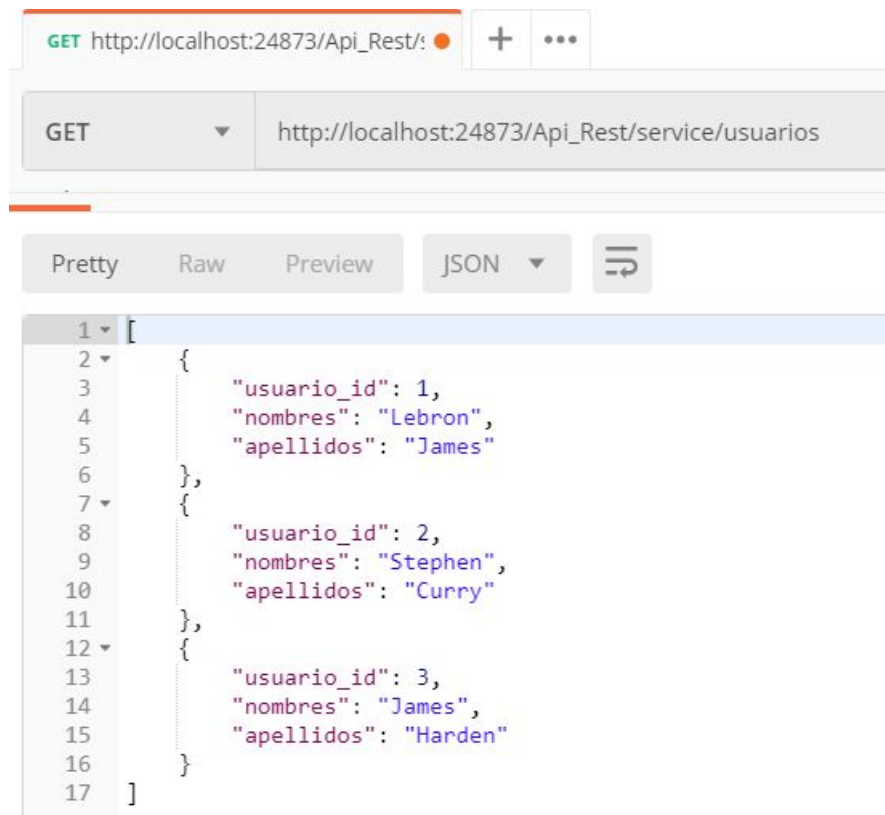 GET http://localhost:24873/Api_Rest/s
GET http://localhost:24873/Api_Rest/service/usuarios
Pretty Raw Preview JSON
1 [
2 {
3 "usuario_id": 1,
4 "nombres": "Lebron",
5 "apellidos": "James"
6 },
7 {
8 "usuario_id": 2,
9 "nombres": "Stephen",
10 "apellidos": "Curry"
11 },
12 {
13 "usuario_id": 3,
14 "nombres": "James",
15 "apellidos": "Harden"
16 }
17 ]